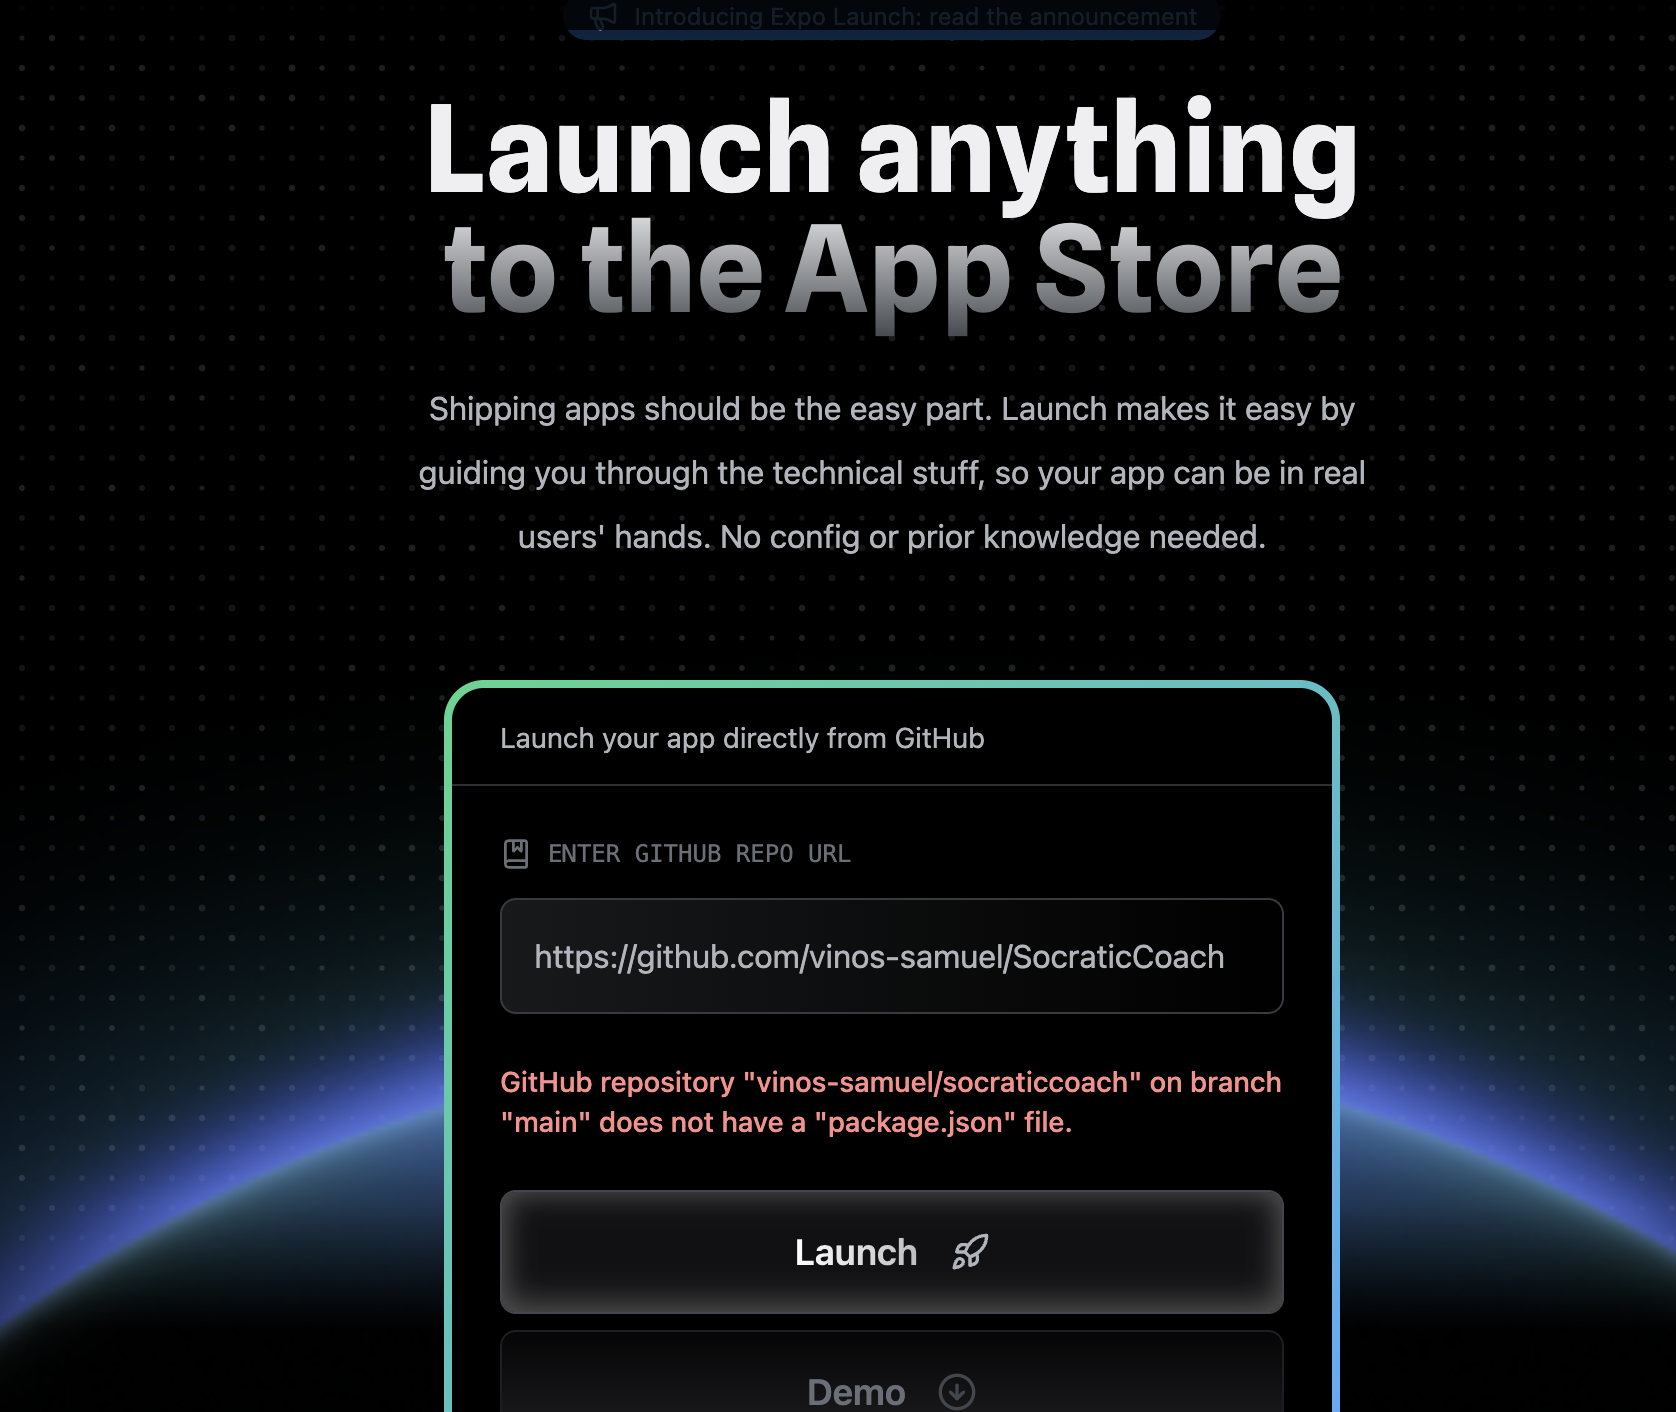 Introducing Expo Launch: read the announcement
Launch anything
to the App Store
Shipping apps should be the easy part. Launch makes it easy by
guiding you through the technical stuff, so your app can be in real
users' hands. No config or prior knowledge needed.
Launch your app directly from GitHub
ENTER GITHUB REPO URL
https://github.com/vinos-samuel/SocraticCoach
GitHub repository "vinos-samuel/socraticcoach" on branch
"main" does not have a "package.json" file.
Launch
Demo